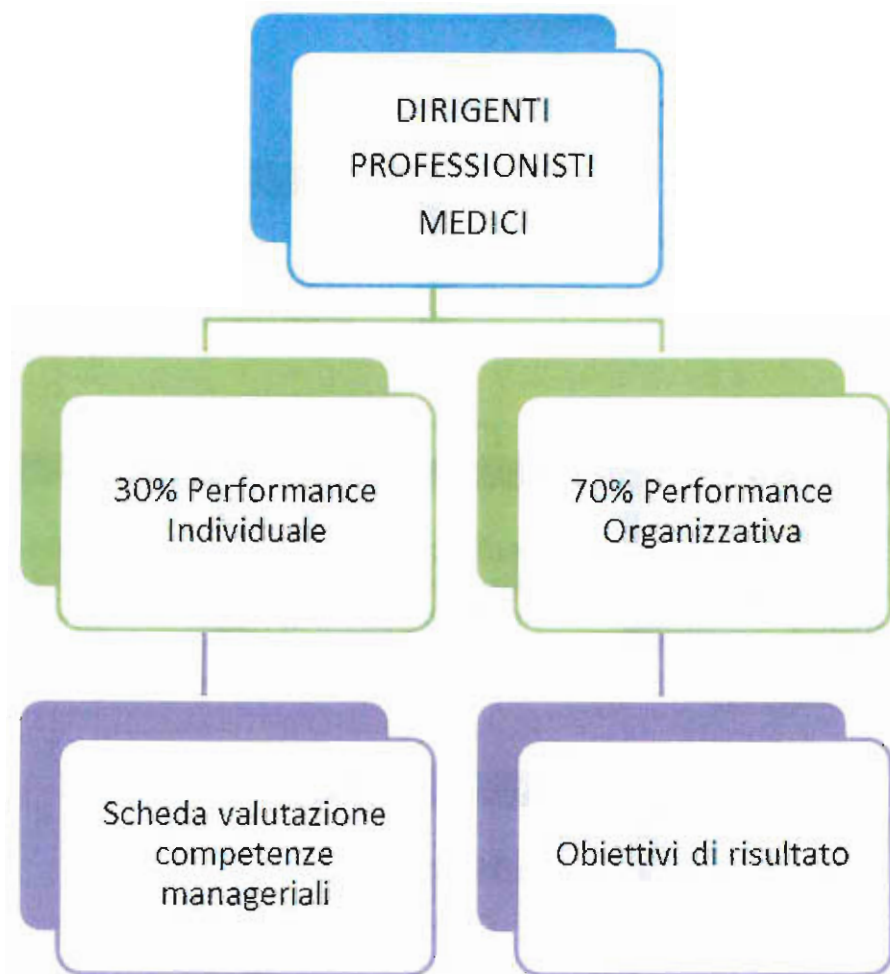 DIRIGENTI
PROFESSIONISTI
MEDICI
30% Performance
Individuale
70% Performance
Organizzativa
Scheda valutazione
competenze
manageriali
Obiettivi di risultato